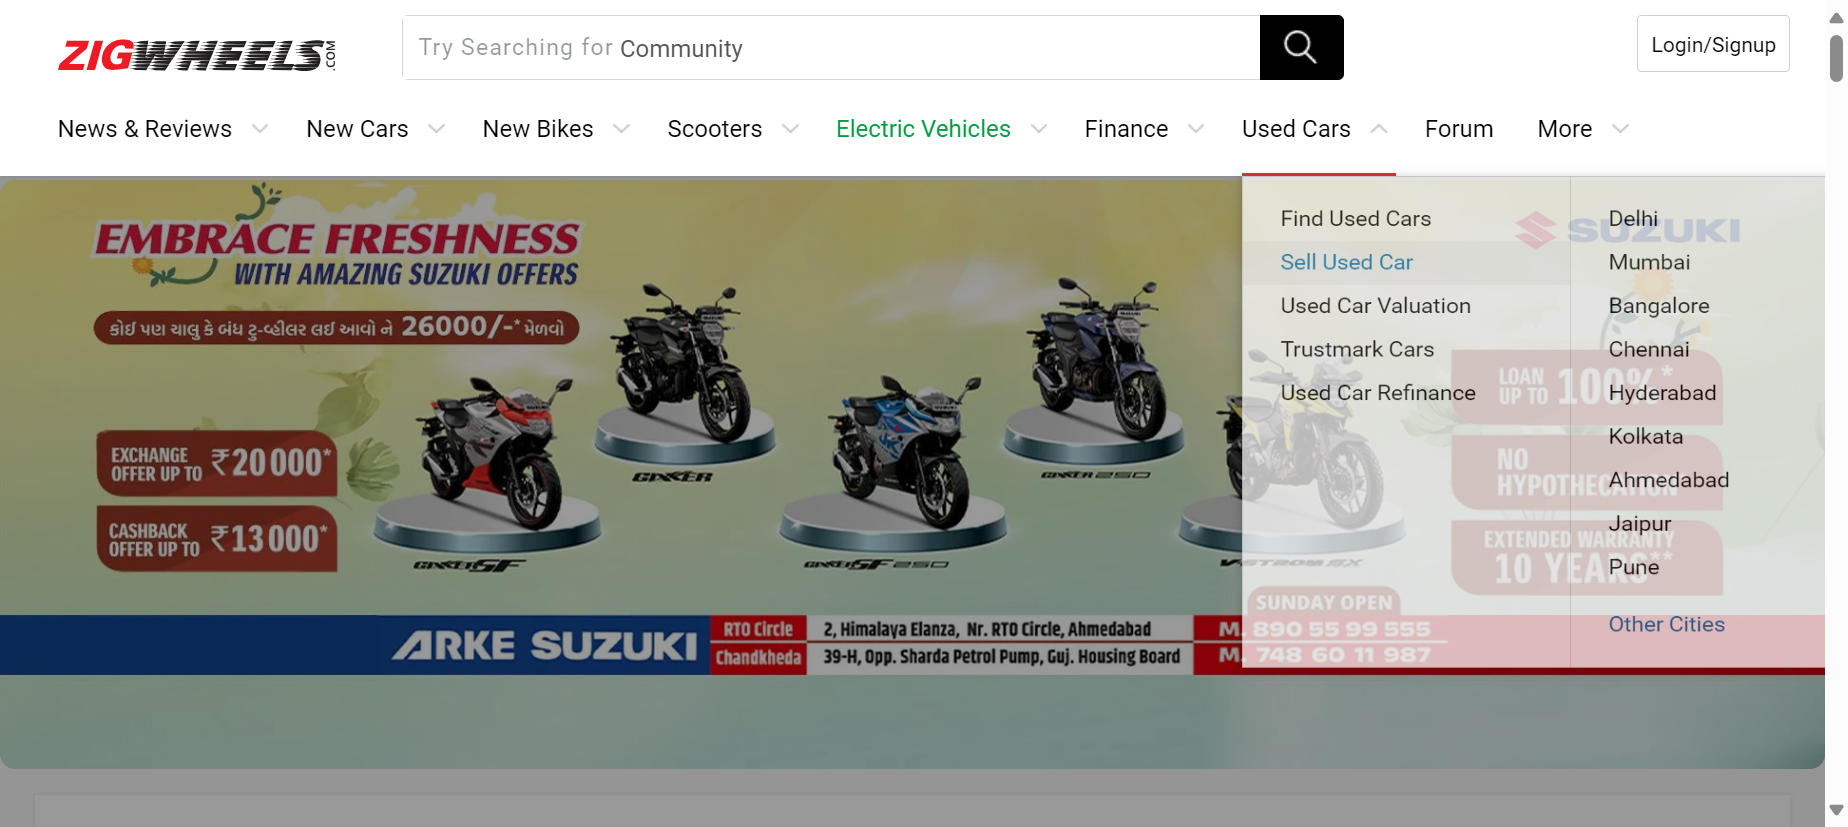 ZIGWHEELS.COM
Try Searching for Community
Login/Signup
News & Reviews
New Cars
New Bikes
Scooters
Electric Vehicles
Finance
Used Cars
Forum
More
Find Used Cars
Sell Used Car
Used Car Valuation
Trustmark Cars
Used Car Refinance
Delhi
Mumbai
Bangalore
Chennai
Hyderabad
Kolkata
Ahmedabad
Jaipur
Pune
Other Cities
EMBRACE FRESHNESS
WITH AMAZING SUZUKI OFFERS
કોઈ પણ ચાલુ કે બંધ ટુ-વ્હીલર લઈ આવો ને 26000/-* મેળવો
EXCHANGE
OFFER UP TO ₹20000*
CASHBACK
OFFER UP TO ₹13000*
GIXXER SF
GIXXER
GIXXER SF 250
GIXXER 250
V-STROM SX
SUZUKI
LOAN
UP TO 100%*
NO
HYPOTHECATION
EXTENDED WARRANTY
10 YEARS**
SUNDAY OPEN
ARKE SUZUKI
RTO Circle
2, Himalaya Elanza, Nr. RTO Circle, Ahmedabad
M. 890 55 99 555
Chandkheda
39-H, Opp. Sharda Petrol Pump, Guj. Housing Board
M. 748 60 11 987